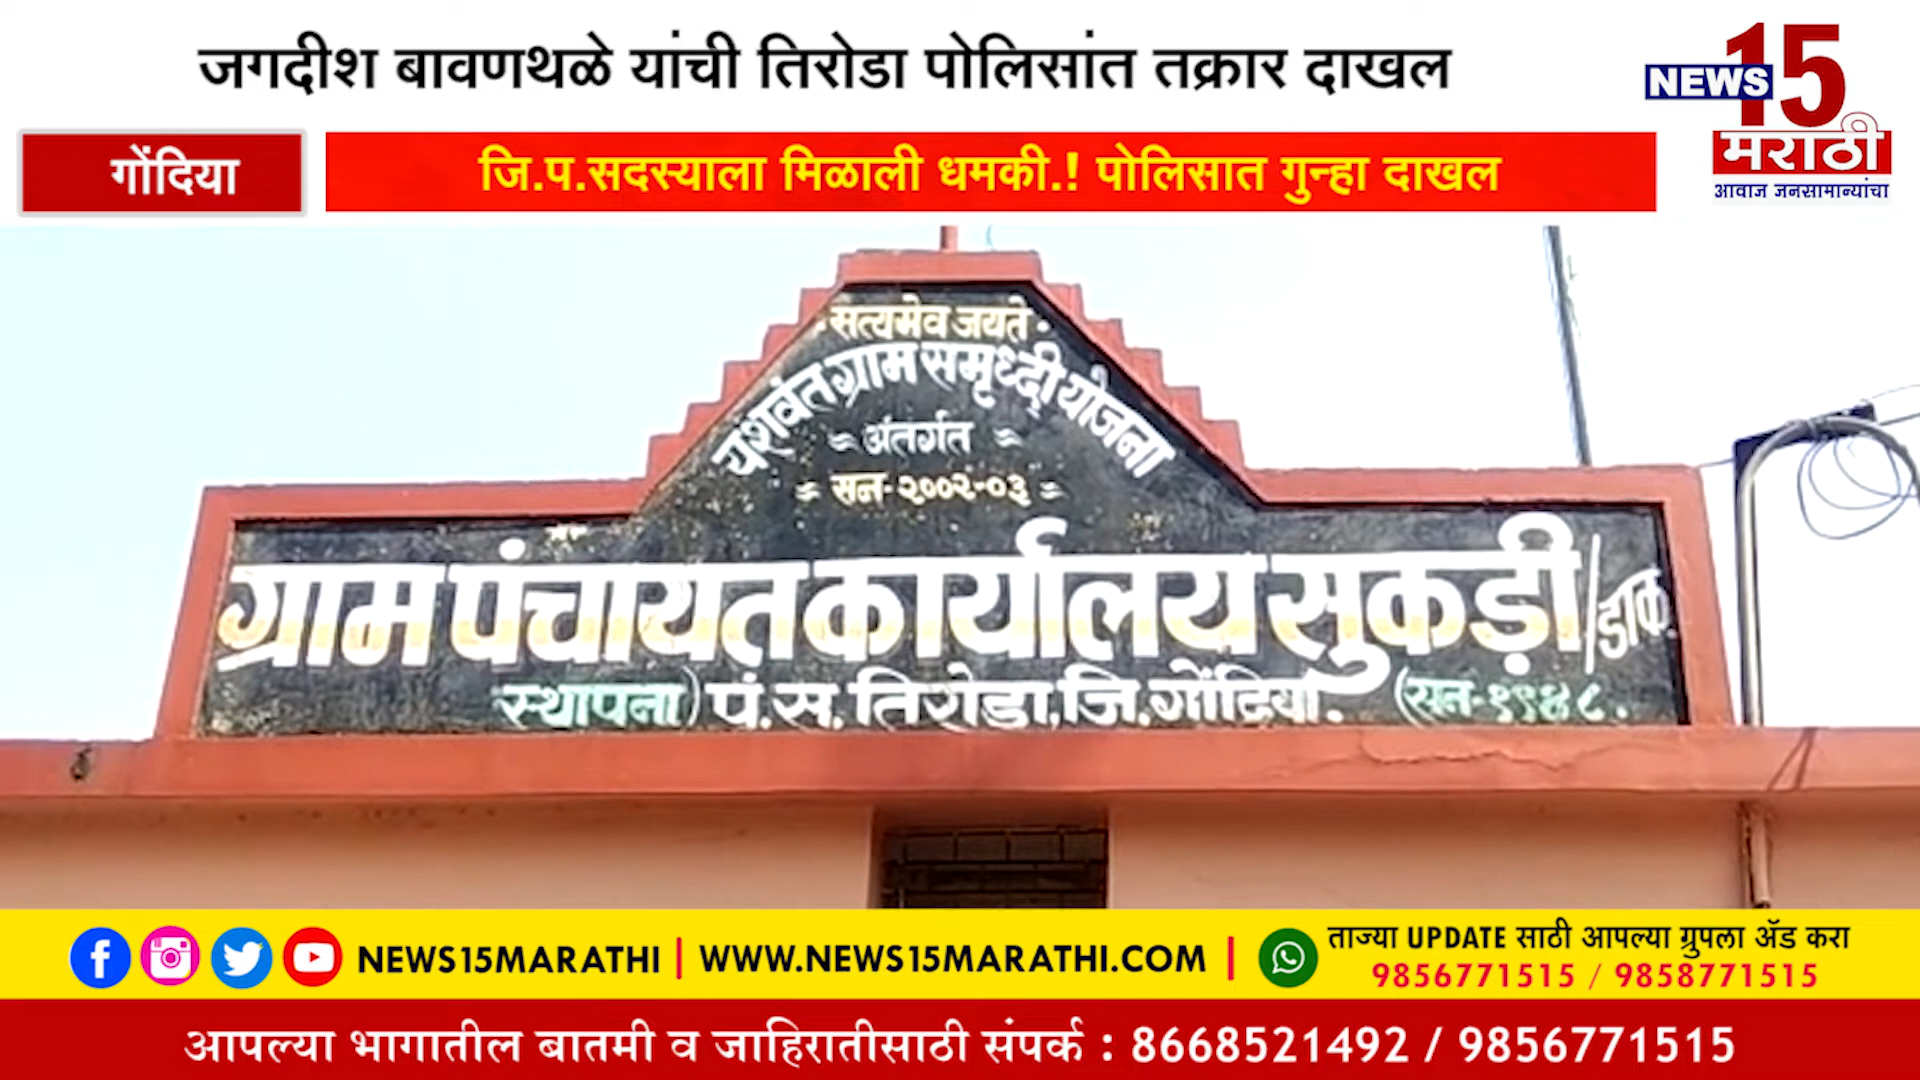 जगदीश बावणथळे यांची तिरोडा पोलिसांत तक्रार दाखल
NEWS 15
मराठी
आवाज जनसामान्यांचा
गोंदिया
जि.प.सदस्याला मिळाली धमकी.! पोलिसात गुन्हा दाखल
सत्यमेव जयते
यशवंत ग्राम समृध्दी योजना
अंतर्गत
सन-२००२-०३
ग्राम पंचायत कार्यालय सुकड़ी/डाक.
स्थापना) पं.स. तिरोडा, जि. गोंदिया. (सन-१९४८.
NEWS15MARATHI | WWW.NEWS15MARATHI.COM |
ताज्या UPDATE साठी आपल्या ग्रुपला ॲड करा
9856771515 / 9858771515
आपल्या भागातील बातमी व जाहिरातीसाठी संपर्क : 8668521492 / 9856771515